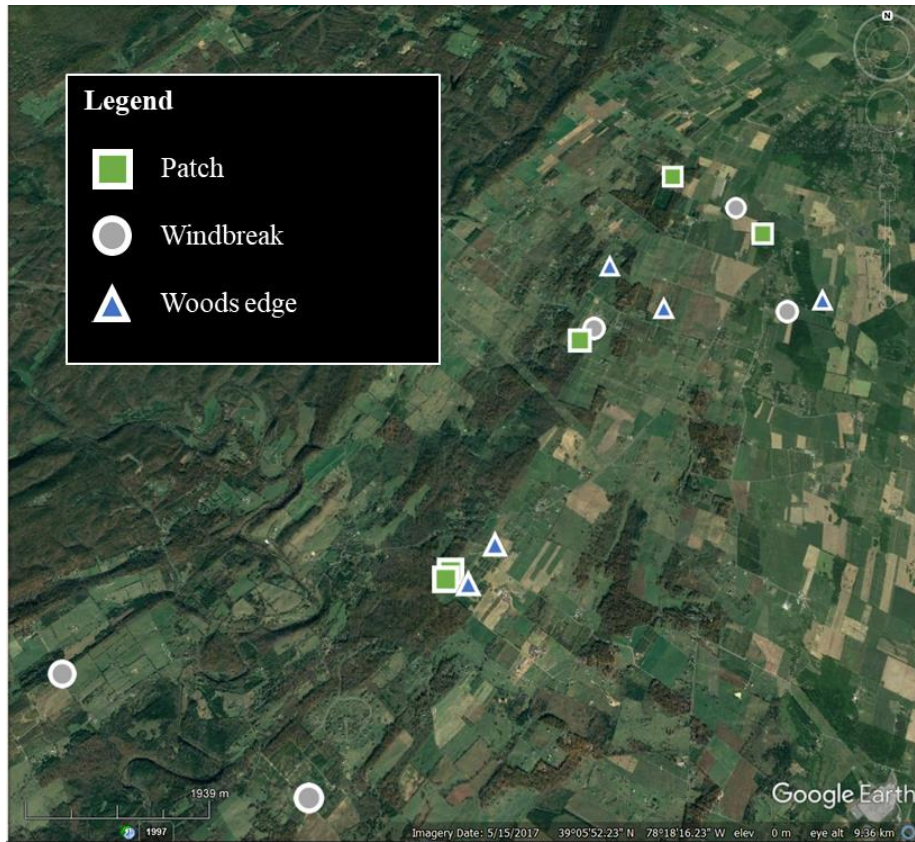 N
Legend
Patch
Windbreak
Woods edge
1939 m
Google Earth
1997
Imagery Date: 5/15/2017 39°05'52.23" N 78°18'16.23" W elev 0 m eye alt 9.36 km